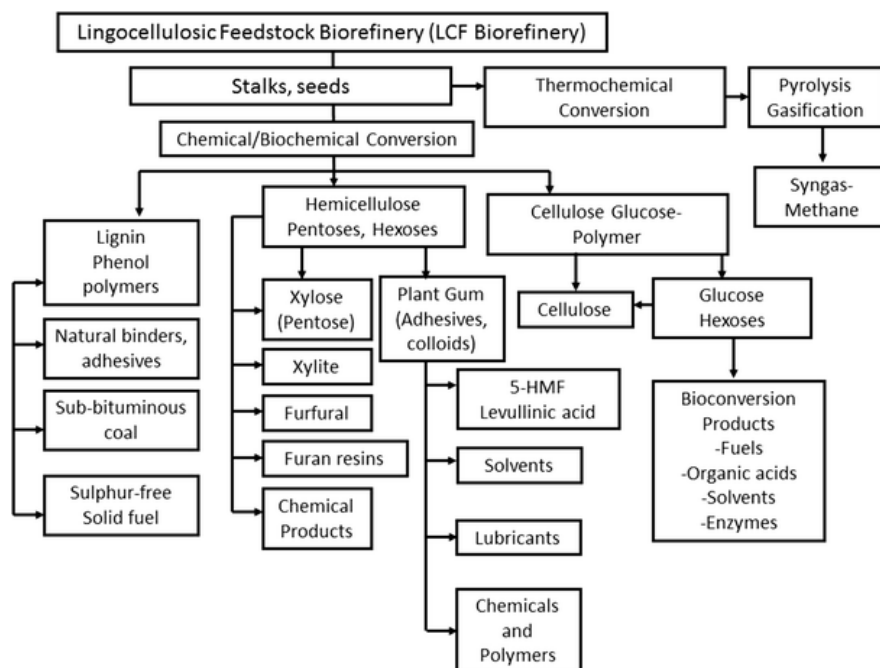 Lingocellulosic Feedstock Biorefinery (LCF Biorefinery)
Stalks, seeds
Thermochemical
Conversion
Pyrolysis
Gasification
Syngas-
Methane
Chemical/Biochemical Conversion
Lignin
Phenol
polymers
Natural binders,
adhesives
Sub-bituminous
coal
Sulphur-free
Solid fuel
Hemicellulose
Pentoses, Hexoses
Xylose
(Pentose)
Xylite
Furfural
Furan resins
Chemical
Products
Plant Gum
(Adhesives,
colloids)
5-HMF
Levullinic acid
Solvents
Lubricants
Chemicals
and
Polymers
Cellulose Glucose-
Polymer
Cellulose
Glucose
Hexoses
Bioconversion
Products
-Fuels
-Organic acids
-Solvents
-Enzymes